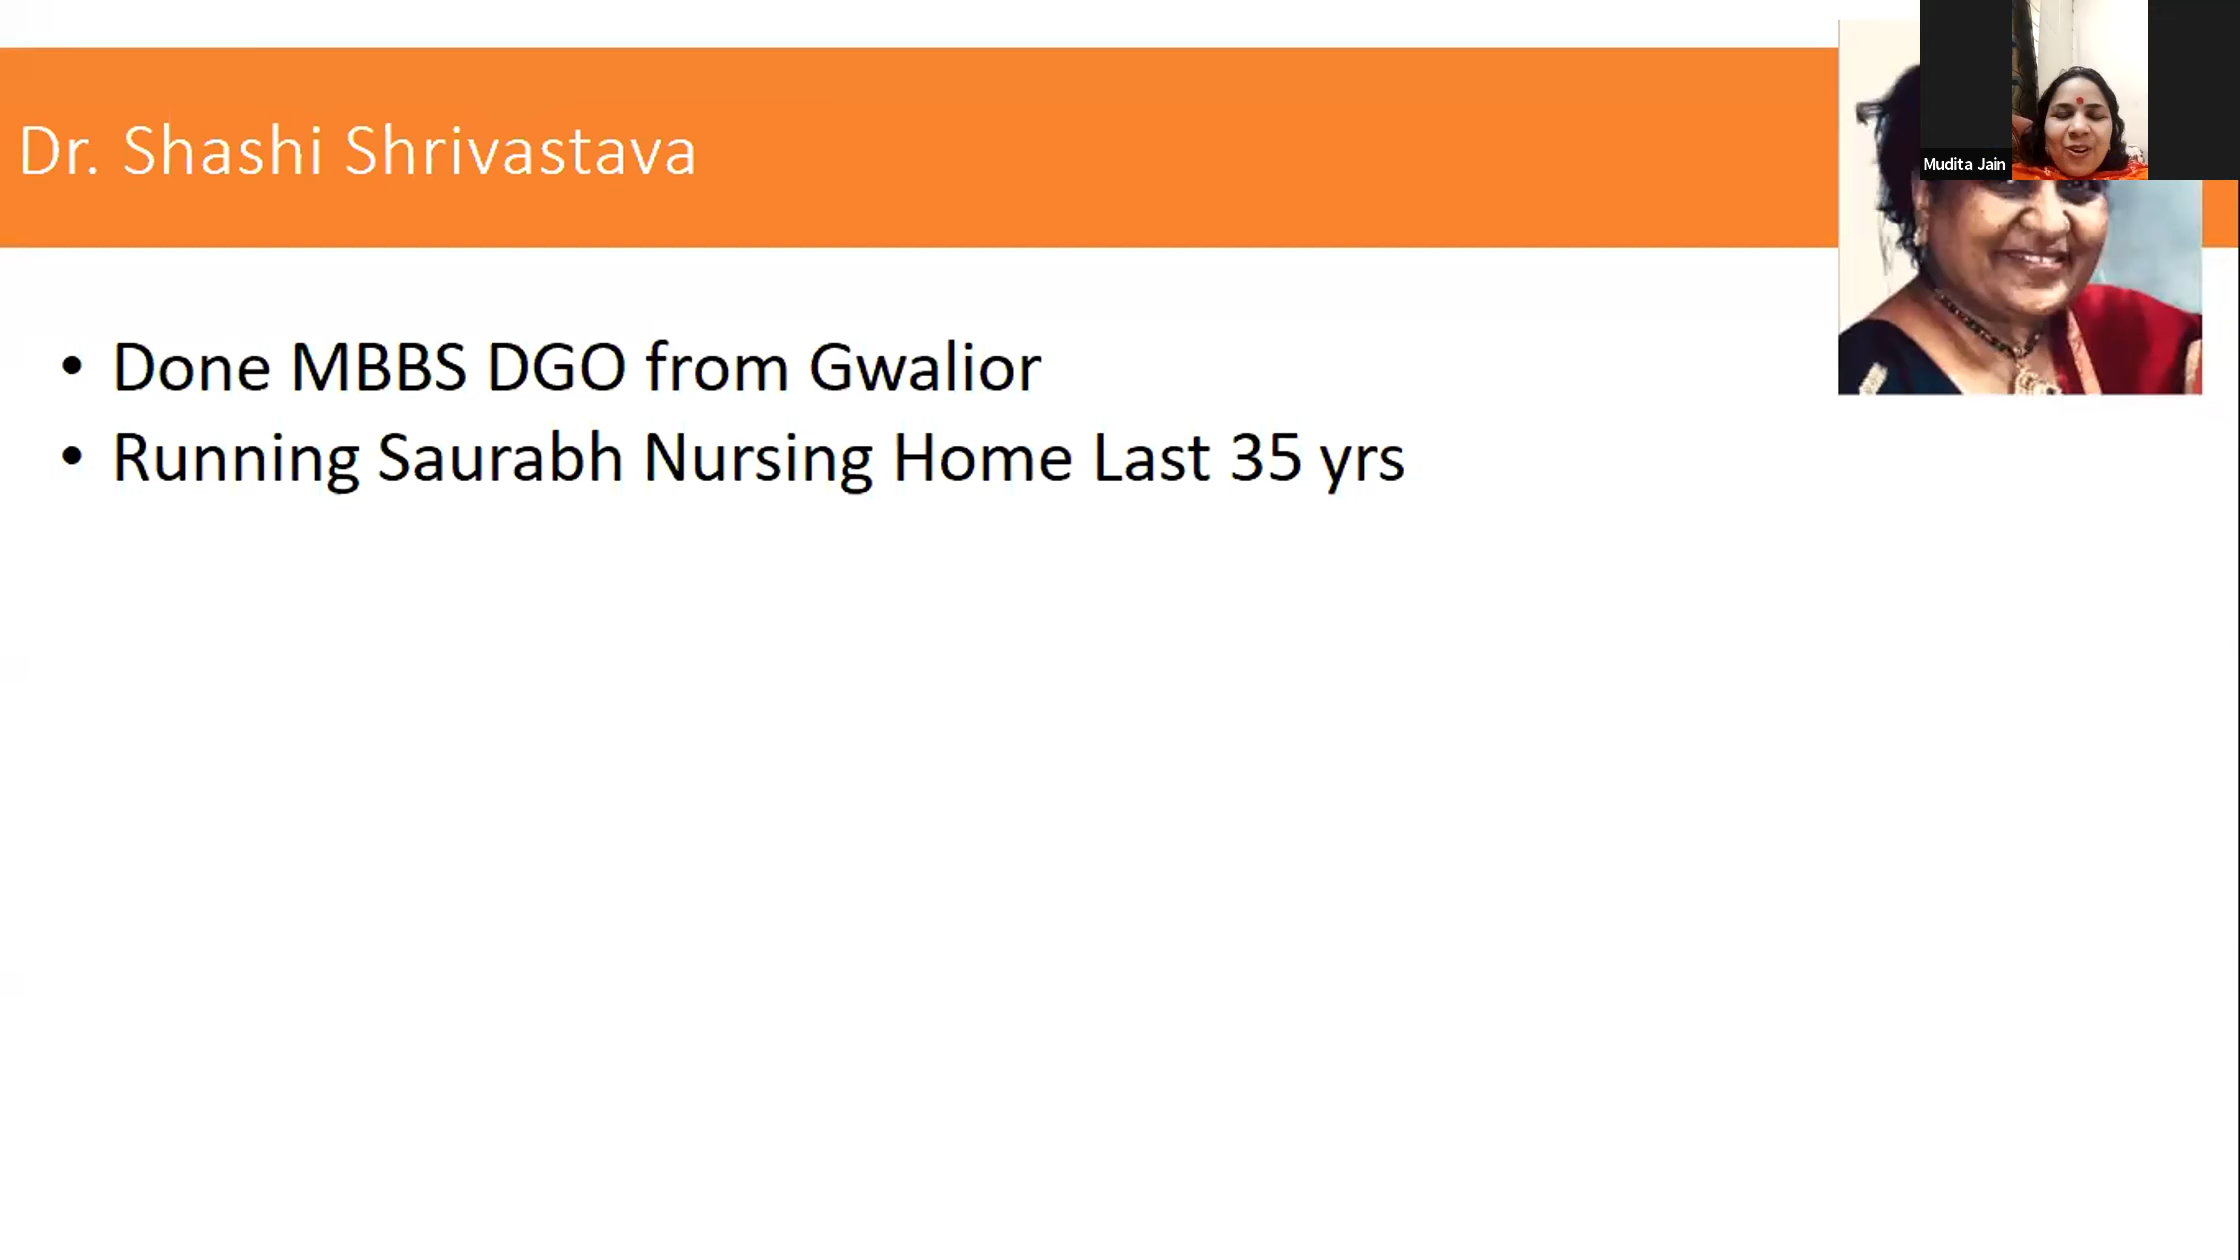 Dr. Shashi Shrivastava
Mudita Jain
• Done MBBS DGO from Gwalior
• Running Saurabh Nursing Home Last 35 yrs